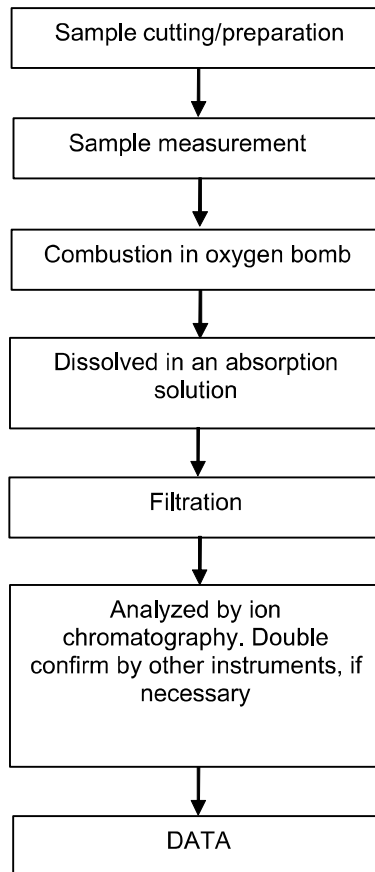 Sample cutting/preparation
Sample measurement
Combustion in oxygen bomb
Dissolved in an absorption
solution
Filtration
Analyzed by ion
chromatography. Double
confirm by other instruments, if
necessary
DATA